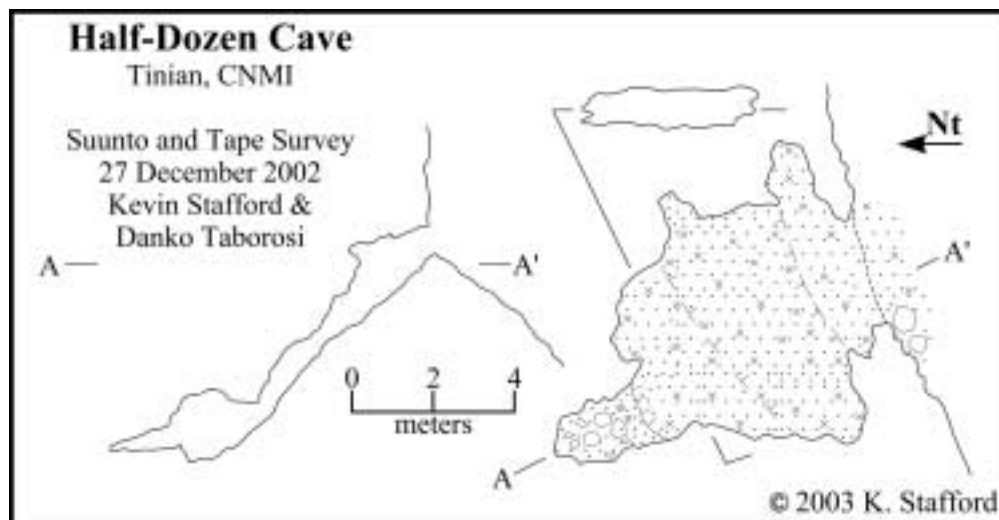 Half-Dozen Cave
Tinian, CNMI
Suunto and Tape Survey
27 December 2002
Kevin Stafford &
Danko Taborosi
Nt
A
A'
A'
0 2 4
meters
A
© 2003 K. Stafford